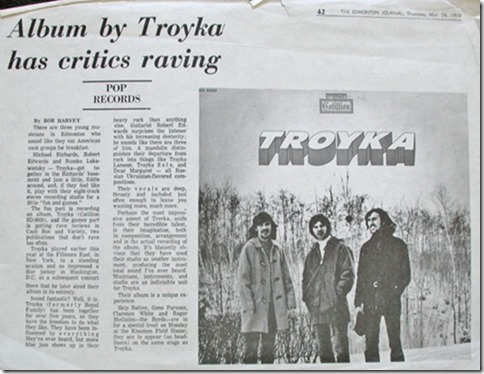 42 THE EDMONTON JOURNAL, Thursday, Mar. 26, 1970
Album by Troyka
has critics raving
POP
RECORDS
By BOB HARVEY
There are three young mu-
sicians in Edmonton who
sound like they eat American
rock groups for breakfast.
Michael Richards, Robert
Edwards and Romka Luka-
wietsky — Troyka — get to-
gether in the Richards' base-
ment and jam a little, fiddle
around, and, if they feel like
it, play with their eight-track
stereo recording studio for a
little "fun and games."
The fun part is recording
an album, Troyka (Cotillion
and the games part
is getting rave reviews in
Cash Box and Variety, two
publications that don't rave
too often.
Troyka played earlier this
year at the Fillmore East, in
New York, to a standing
ovation and so impressed a
disc jockey in Washington,
D.C. at a subsequent concert
there that he later aired their
album in its entirety.
Sound fantastic? Well, it is.
Troyka (formerly Royal
Family) has been together
for over five years, so they
have the freedom to do what
they like. They have been in-
fluenced by everything
they've ever heard, but more
blue just shows up in their
heavy rock than anything
else. Guitarist Robert Ed-
wards surprises the listener
with his increasing dexterity;
he sounds like there are three
of him. A mandolin distin-
guishes their departure from
rock into things like Troyka
Lament, Troyka Solo, and
Dear Margaret — all Rus-
sian Ukrainian-flavored compo-
sitions.
Their vocals are deep,
throaty and included just
often enough to leave you
wanting more, much more.
Perhaps the most impres-
sive aspect of Troyka, aside
from their incredible talent,
is their imagination, both
in composition, arrangement
and in the actual recording of
the album. It's blatantly ob-
vious that they have used
their studio as another instru-
ment, producing the most
total sound I've ever heard.
Musicians, instruments, and
studio are an indivisible unit
for Troyka.
Their album is a unique ex-
perience.
Skip Battin, Gene Parsons,
Clarence White and Roger
McGuinn—the Byrds—are in
for a special treat on Monday
at the Kinsmen Field House;
they are to appear (as head-
liners) on the same stage as
Troyka.
Cotillion
TROYKA